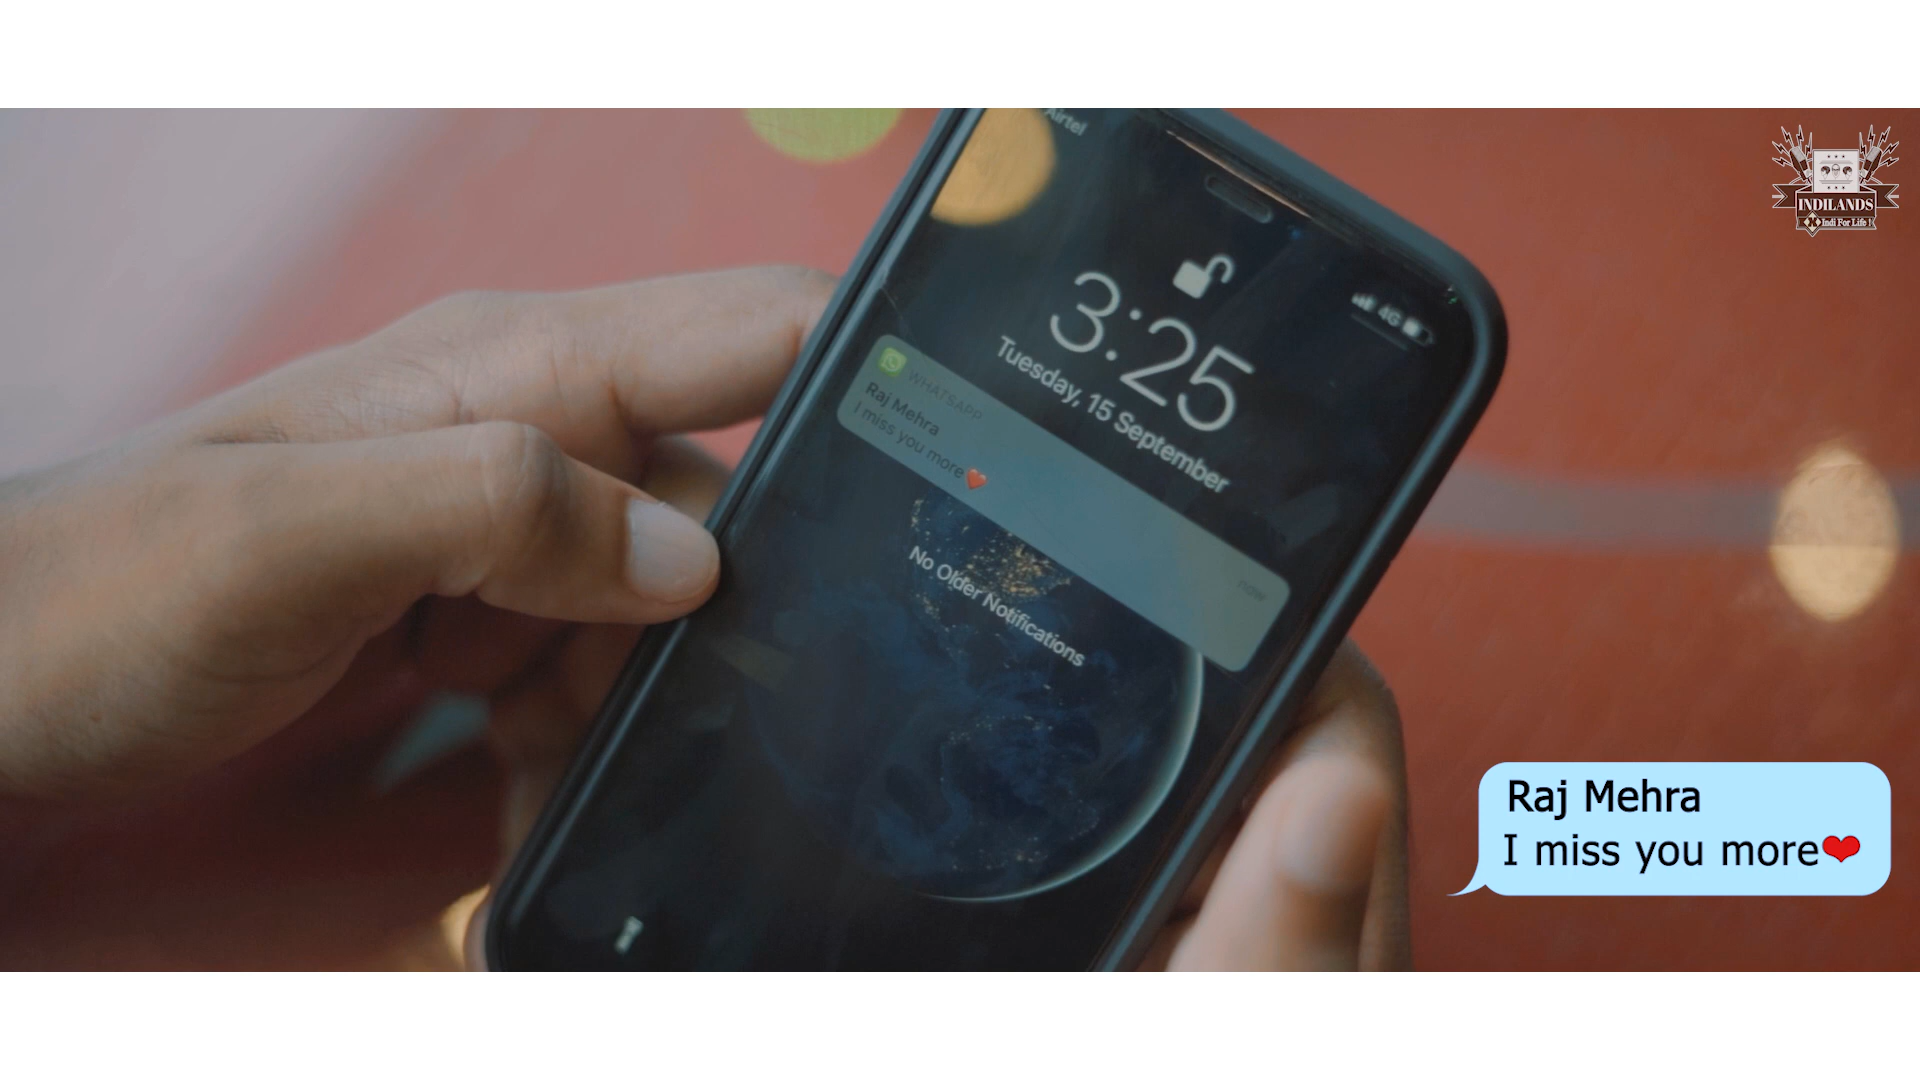 Airtel
4G
3:25
Tuesday, 15 September
WHATSAPP
Raj Mehra
I miss you more❤️
now
No Older Notifications
INDILANDS
Indi For Life !
Raj Mehra
I miss you more❤